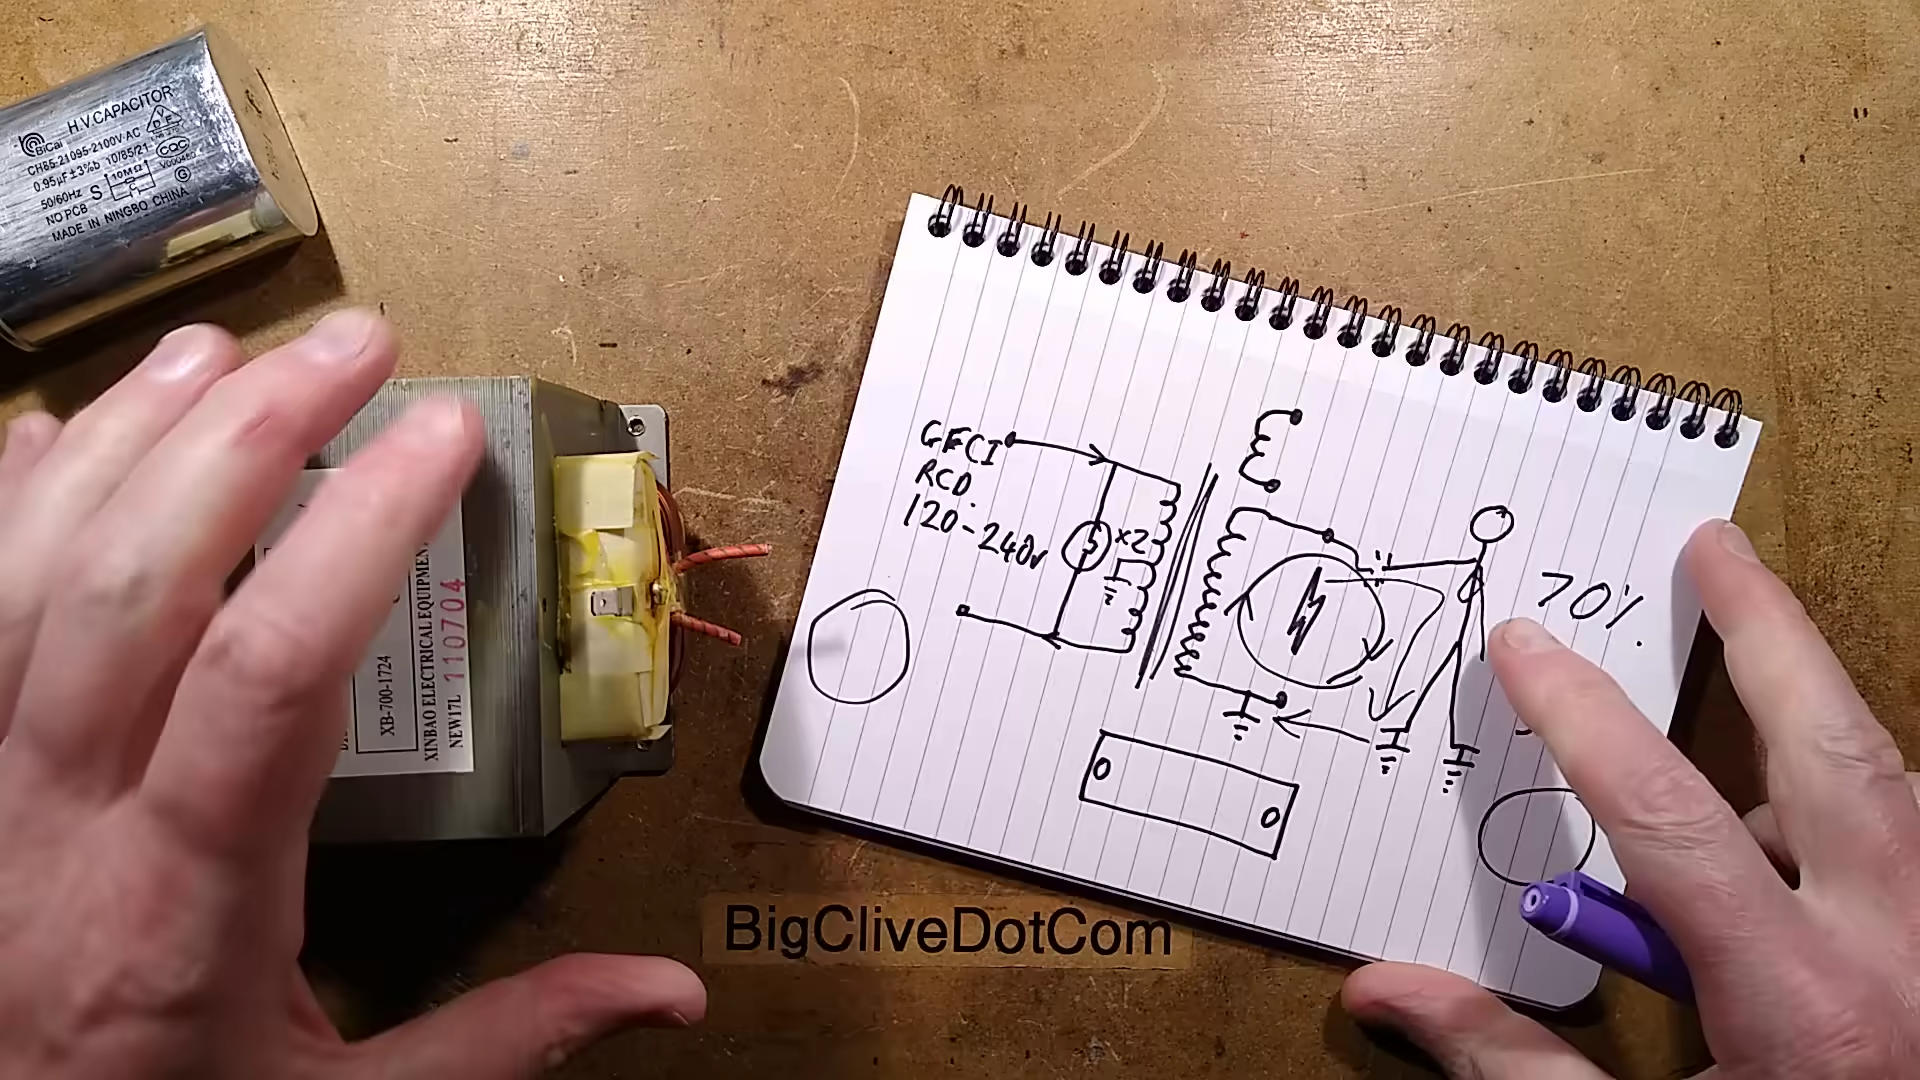 BiCai
H.V.CAPACITOR
CH85-21095-2100V·AC
0.95µF±3%b 10/85/21
50/60Hz S 10MΩ
NO PCB
MADE IN NINGBO CHINA
CQC
XB-700-1724
XINBAO ELECTRICAL EQUIPMEN
NEW17L 110704
GFCI
RCD
120-240v
x2
70%
BigCliveDotCom